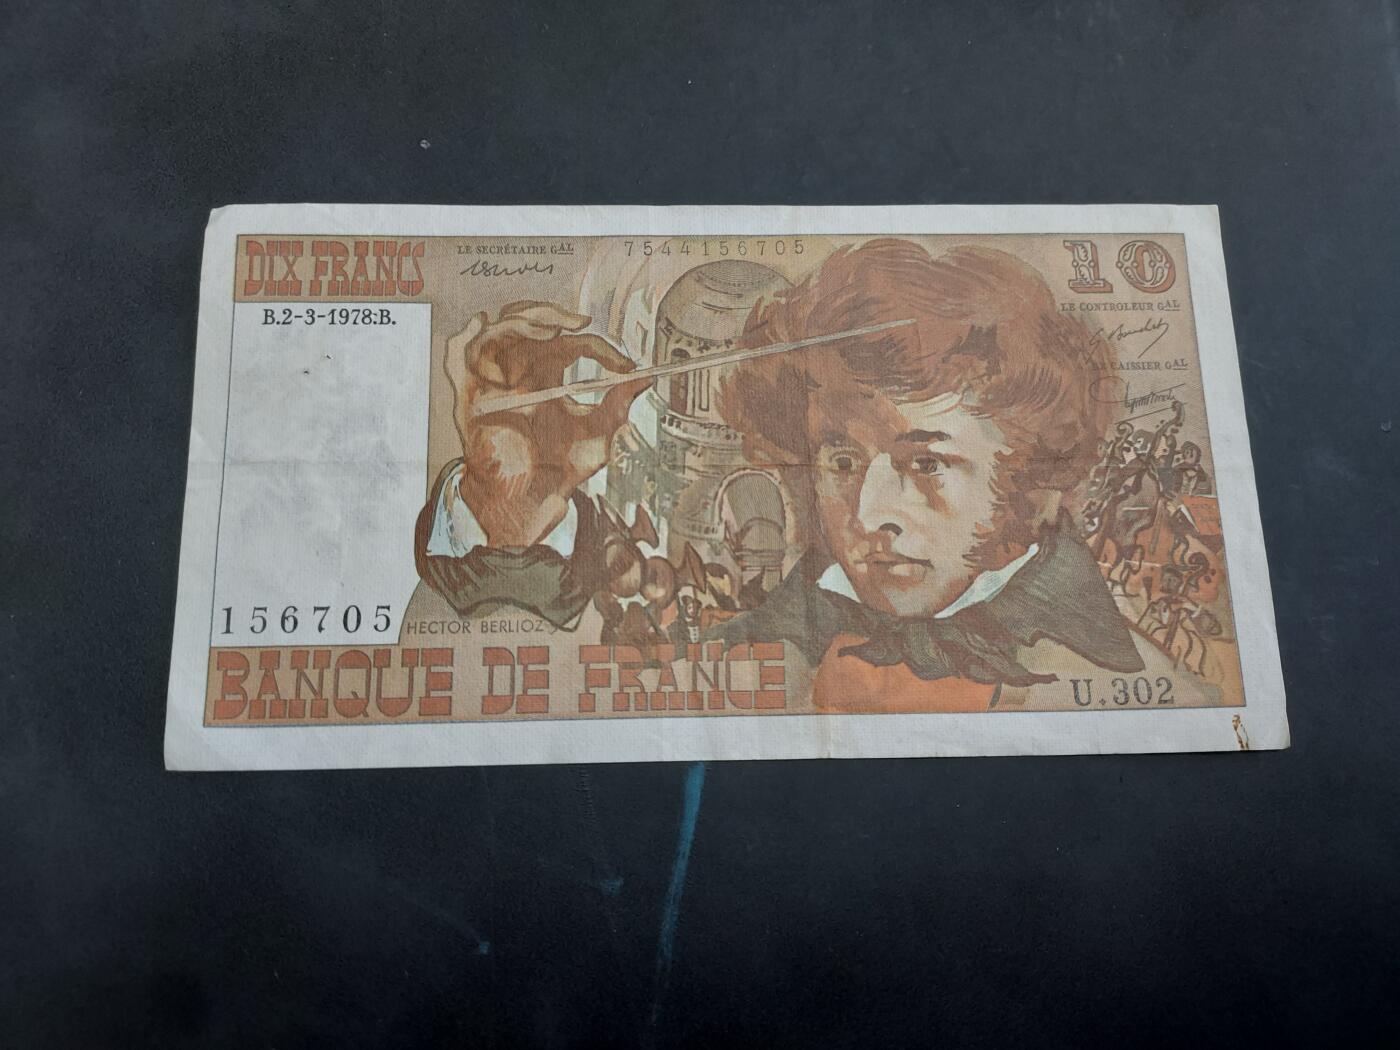 DIX FRANCS
LE SECRÉTAIRE GAL
7544156705
10
B.2-3-1978.B.
LE CONTROLEUR GAL
LE CAISSIER GAL
156705
HECTOR BERLIOZ
BANQUE DE FRANCE
U.302